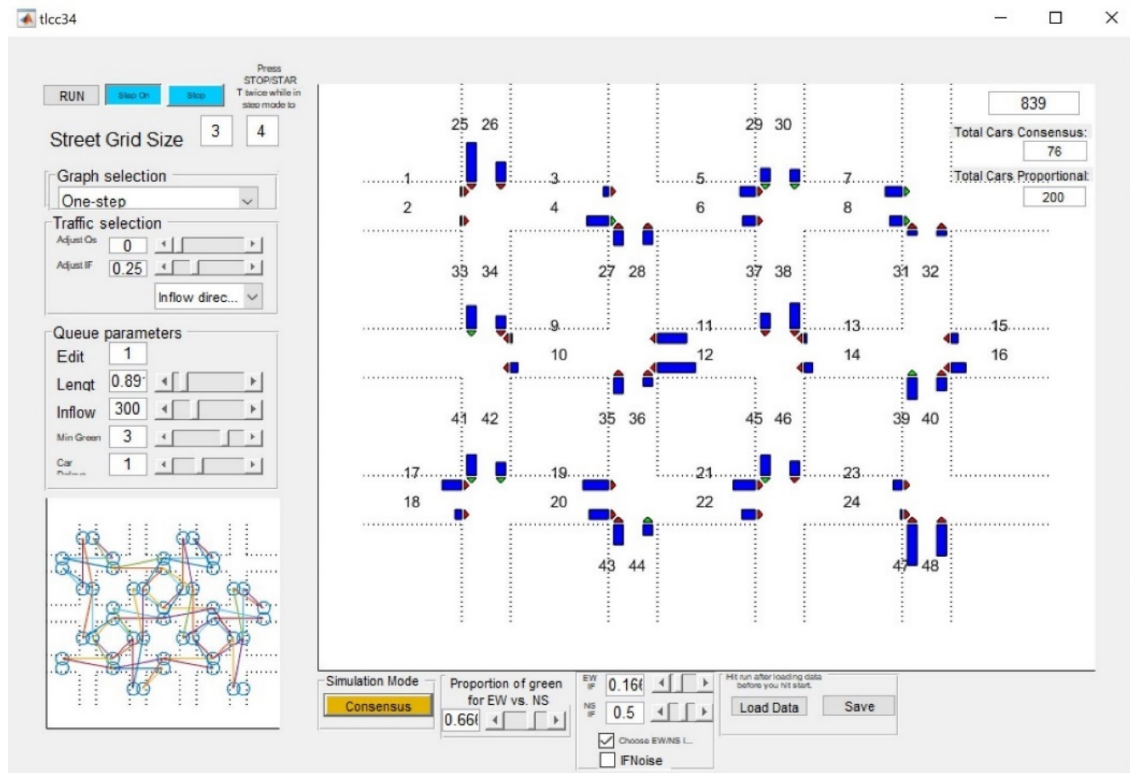 tlcc34
RUN
Step On
Stop
Press
STOP/STAR
T twice while in
step mode to
Street Grid Size
3
4
Graph selection
One-step
Traffic selection
Adjust Qs
0
Adjust IF
0.25
Inflow direc...
Queue parameters
Edit
1
Lengt
0.89
Inflow
300
Min Green
3
Car
1
839
Total Cars Consensus:
76
Total Cars Proportional:
200
25 26
29 30
1
3
5
7
2
4
6
8
33 34
27 28
37 38
31 32
9
11
13
15
10
12
14
16
41 42
35 36
45 46
39 40
17
19
21
23
18
20
22
24
43 44
47 48
Simulation Mode
Consensus
Proportion of green
for EW vs. NS
0.666
EW
IF
0.166
NS
IF
0.5
Choose EW/NS I...
IFNoise
Hit run after loading data
before you hit start.
Load Data
Save